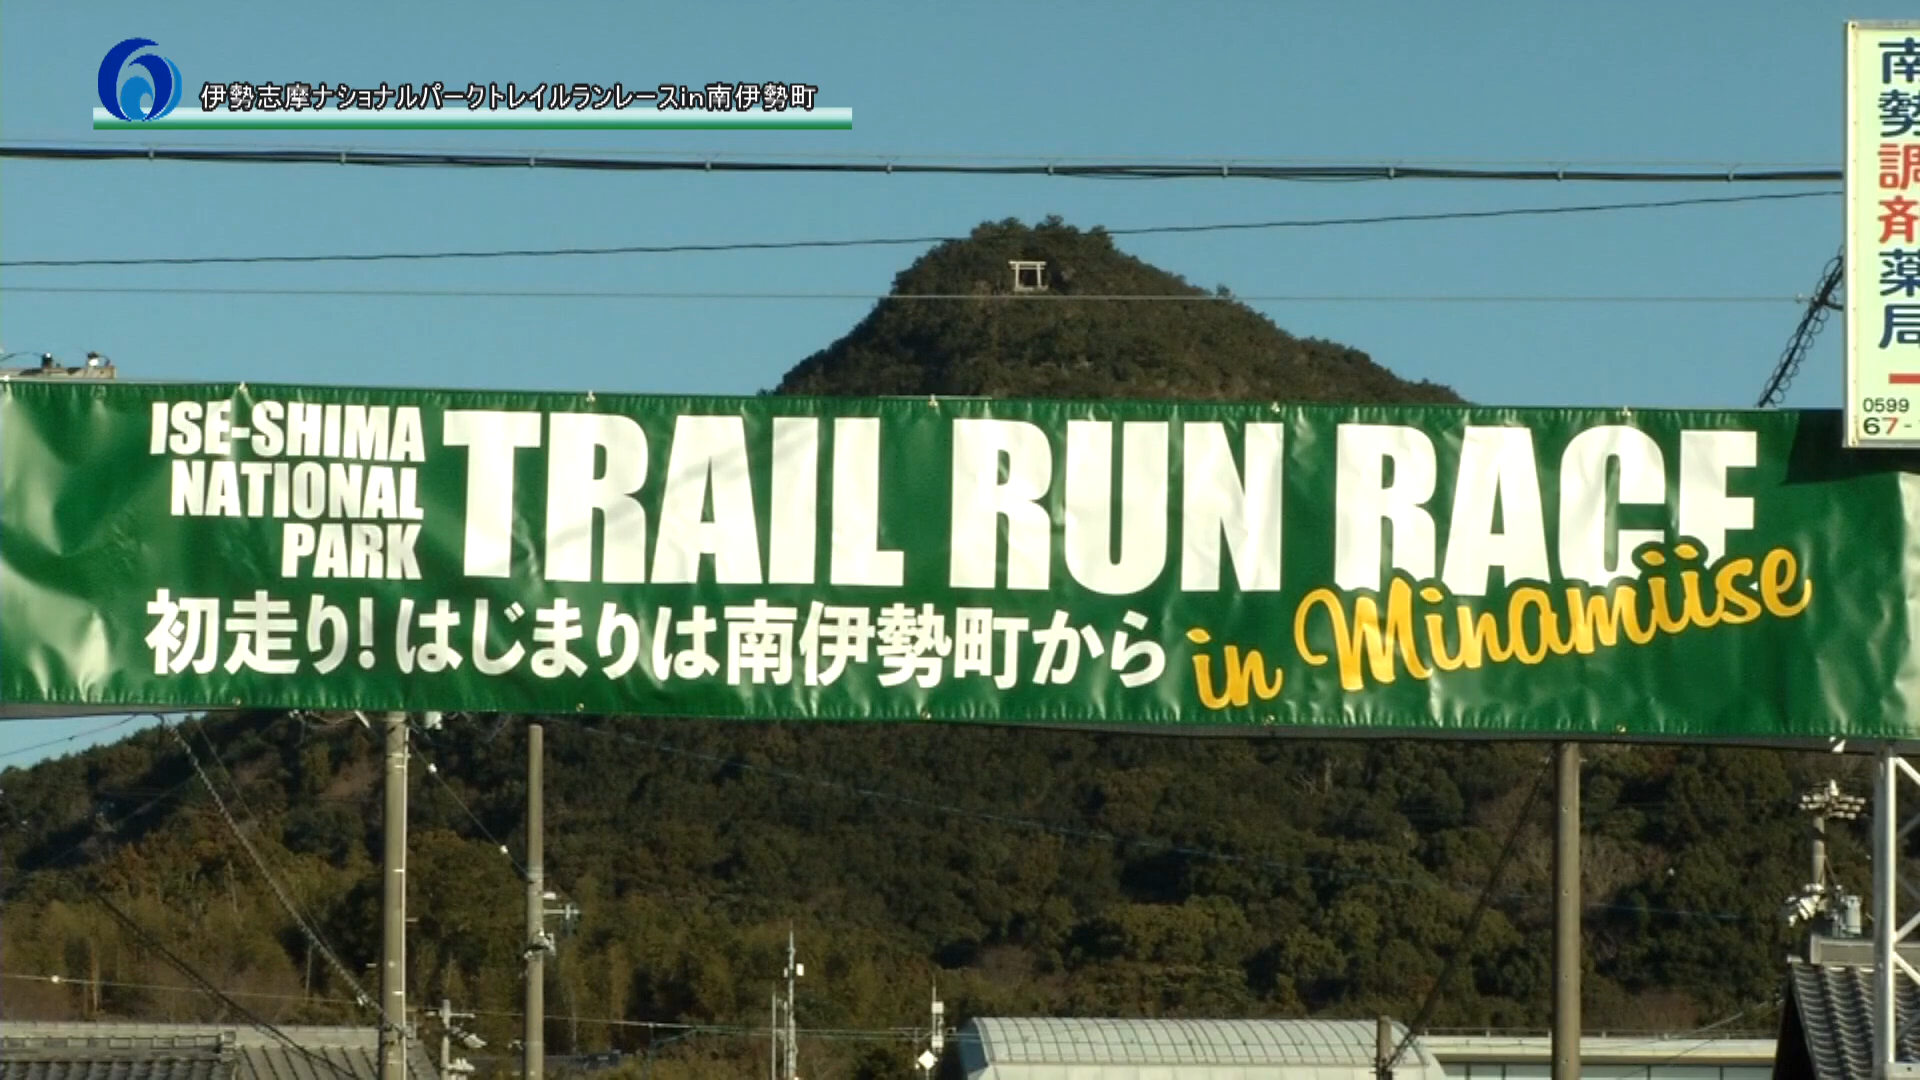 伊勢志摩ナショナルパークトレイルランレースin南伊勢町
ISE-SHIMA
NATIONAL
PARK
TRAIL RUN RACE
初走り!はじまりは南伊勢町から
in Minamiise
南勢調剤薬局
0599
67-